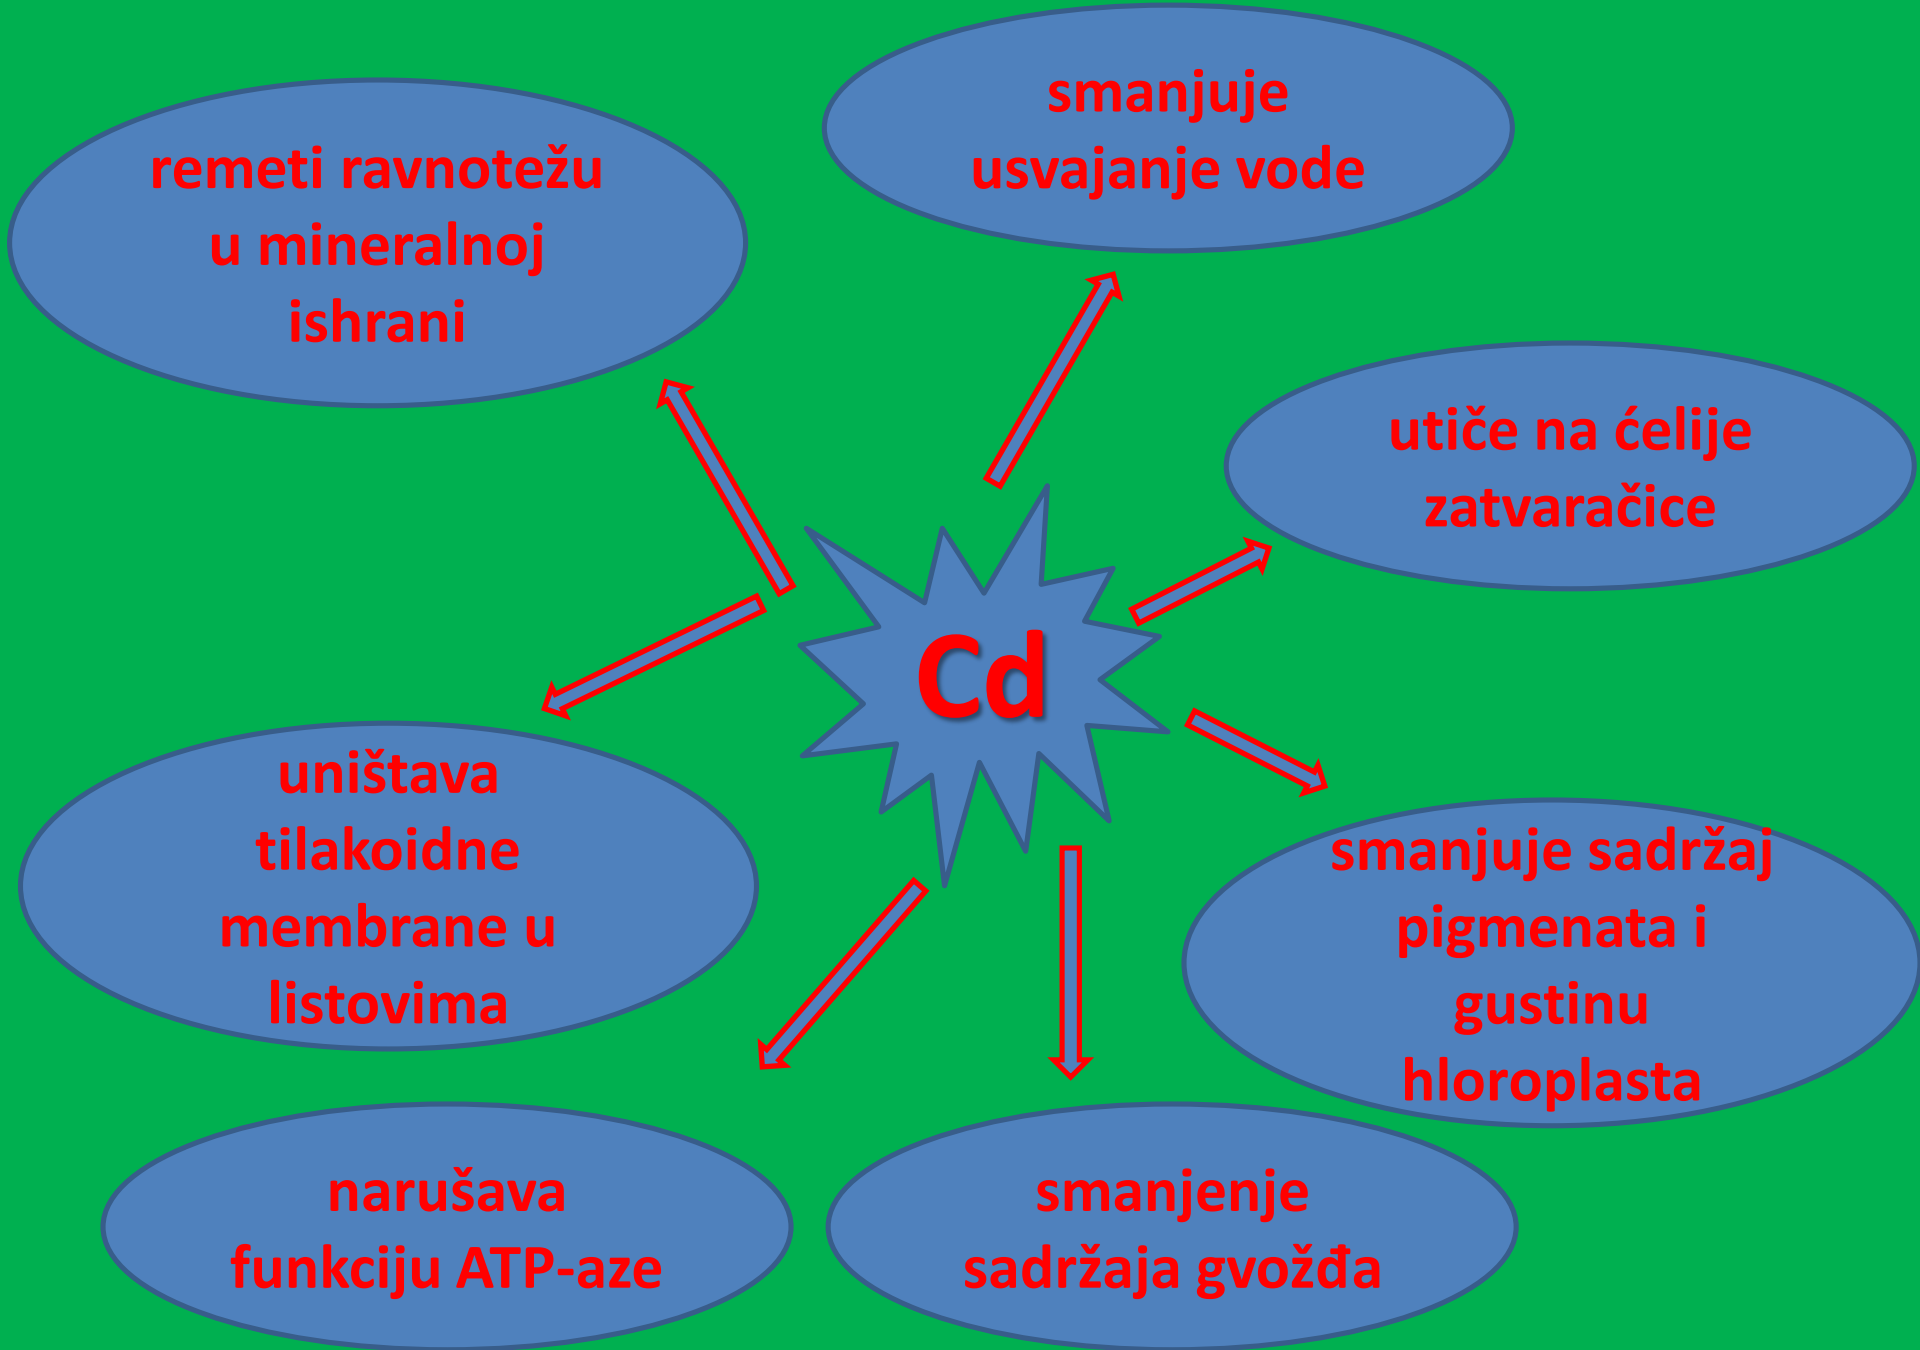 smanjuje
usvajanje vode
remeti ravnotežu
u mineralnoj
ishrani
utiče na ćelije
zatvaračice
Cd
uništava
tilakoidne
membrane u
listovima
smanjuje sadržaj
pigmenata i
gustinu
hloroplasta
narušava
funkciju ATP-aze
smanjenje
sadržaja gvožđa